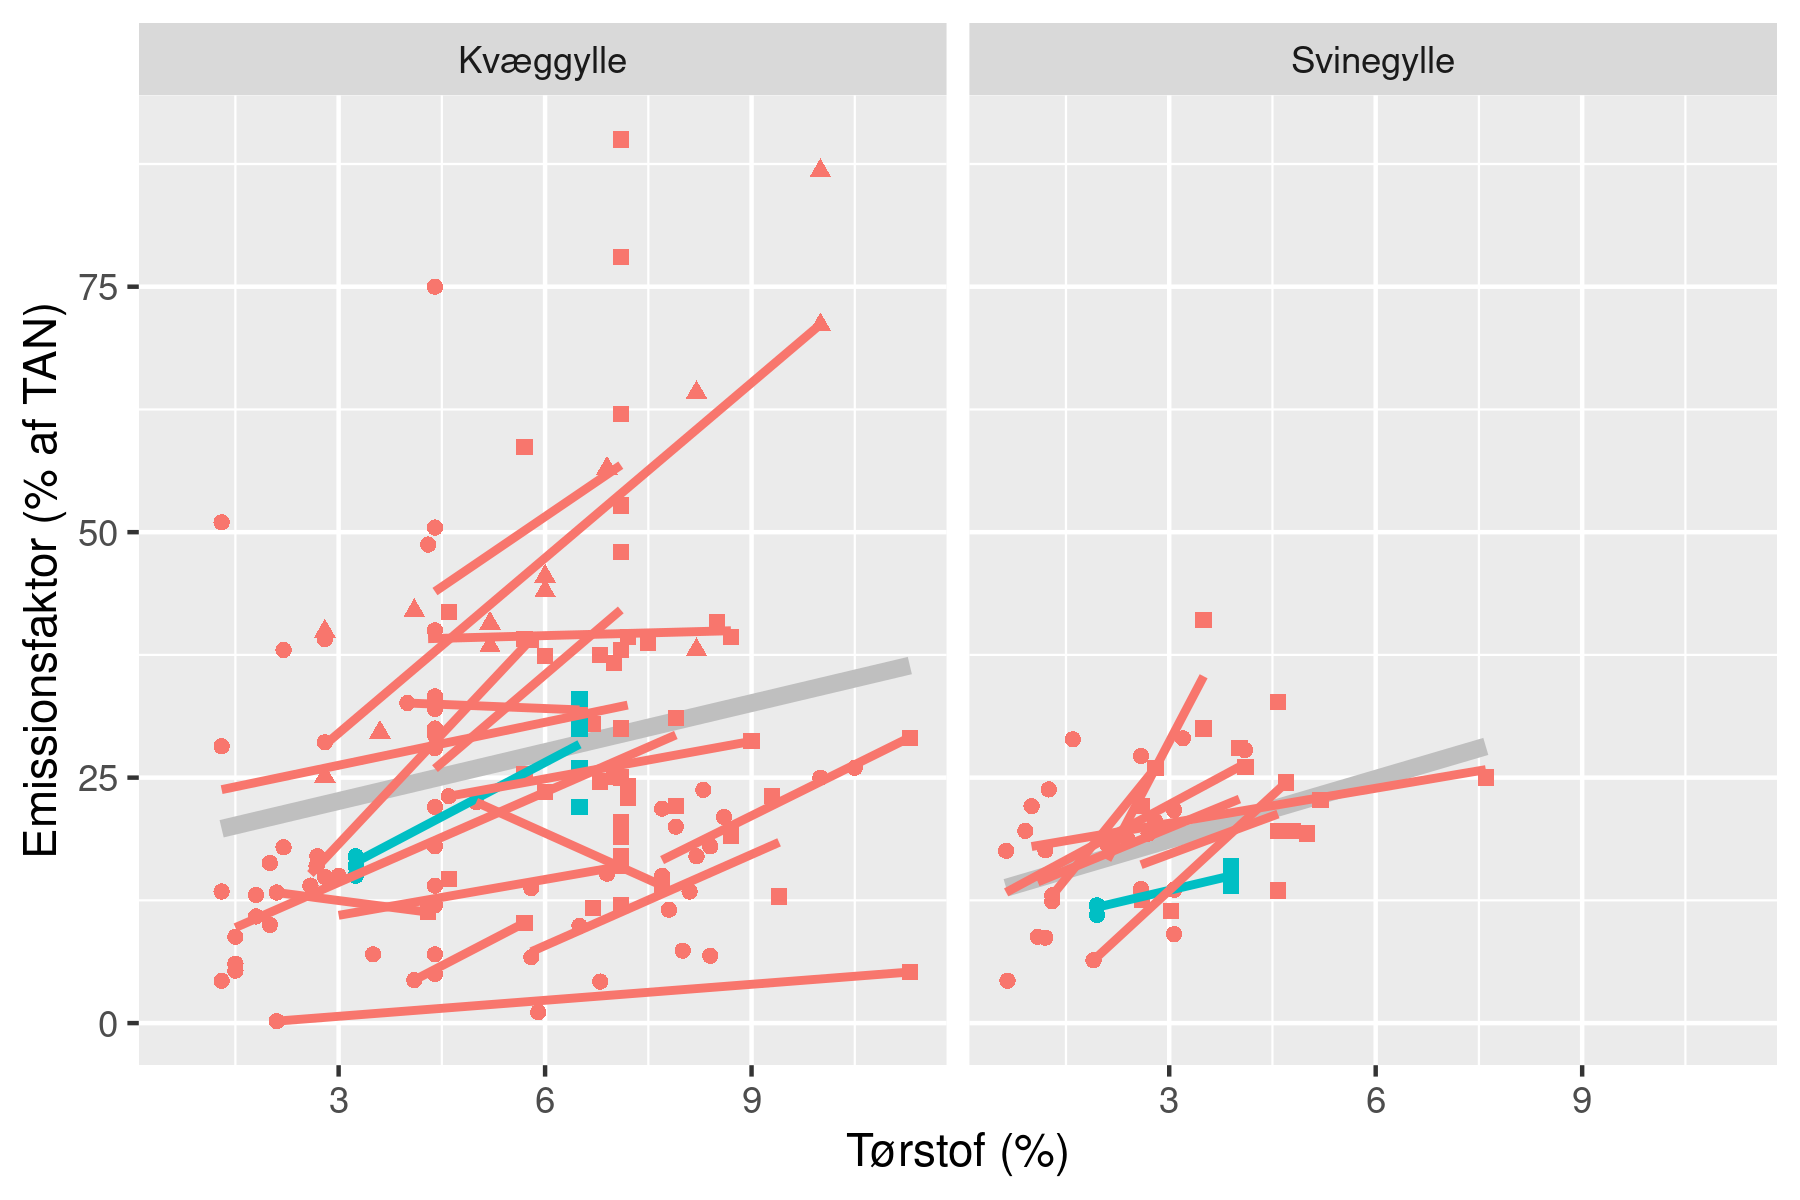 Kvæggylle
Svinegylle
Emissionsfaktor (% af TAN)
75
50
25
0
3
6
9
3
6
9
Tørstof (%)